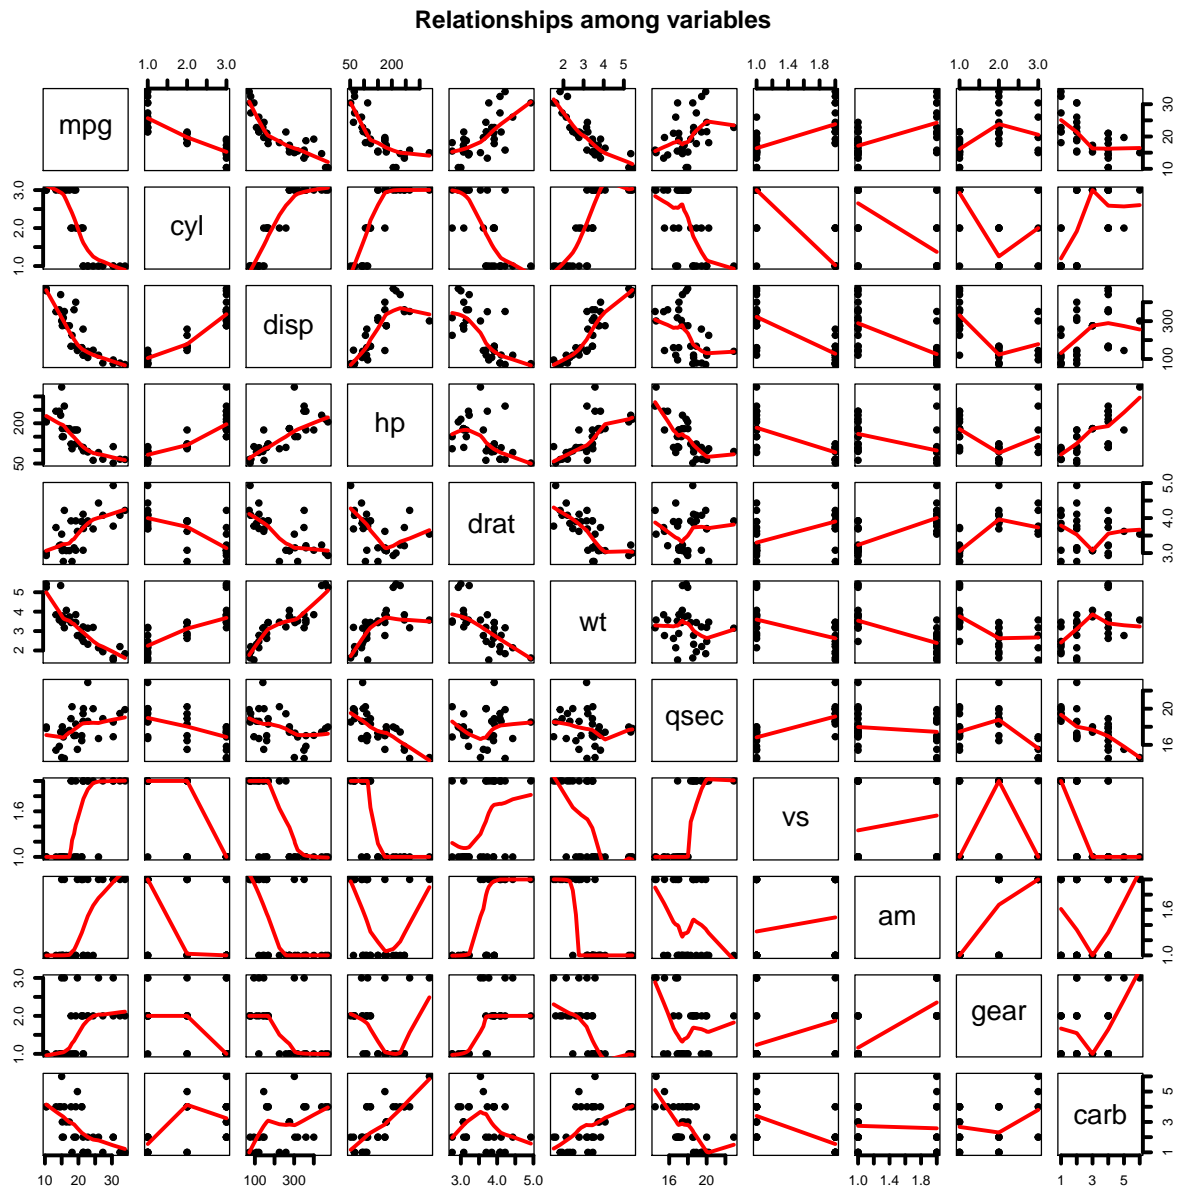 Relationships among variables
1.0 2.0 3.0 50 200 2 3 4 5 1.0 1.4 1.8 1.0 2.0 3.0
mpg 10 20 30
1.0 2.0 3.0 cyl
disp 100 300
50 200 hp
drat 3.0 4.0 5.0
2 3 4 5 wt
qsec 16 20
1.0 1.6 vs
am 1.0 1.6
1.0 2.0 3.0 gear
carb 1 3 5
10 20 30 100 300 3.0 4.0 5.0 16 20 1.0 1.4 1.8 1 3 5